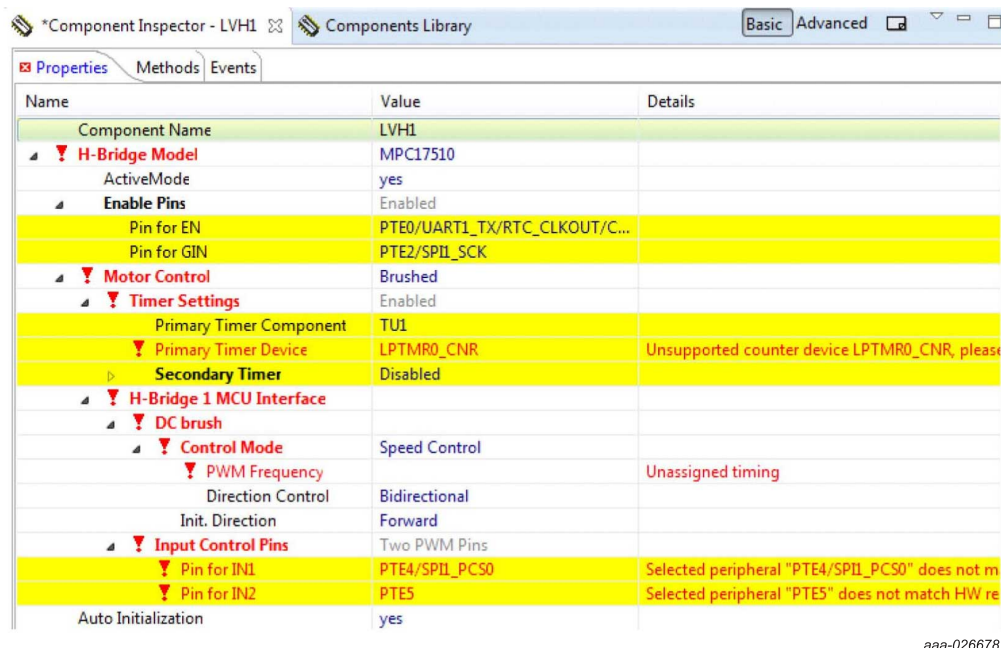 *Component Inspector - LVH1 Components Library Basic Advanced
Properties Methods Events
Name Value Details
Component Name LVH1
H-Bridge Model MPC17510
ActiveMode yes
Enable Pins Enabled
Pin for EN PTE0/UART1_TX/RTC_CLKOUT/C...
Pin for GIN PTE2/SPI1_SCK
Motor Control Brushed
Timer Settings Enabled
Primary Timer Component TU1
Primary Timer Device LPTMR0_CNR Unsupported counter device LPTMR0_CNR, please
Secondary Timer Disabled
H-Bridge 1 MCU Interface
DC brush
Control Mode Speed Control
PWM Frequency Unassigned timing
Direction Control Bidirectional
Init. Direction Forward
Input Control Pins Two PWM Pins
Pin for IN1 PTE4/SPI1_PCS0 Selected peripheral "PTE4/SPI1_PCS0" does not m
Pin for IN2 PTE5 Selected peripheral "PTE5" does not match HW re
Auto Initialization yes
aaa-026678